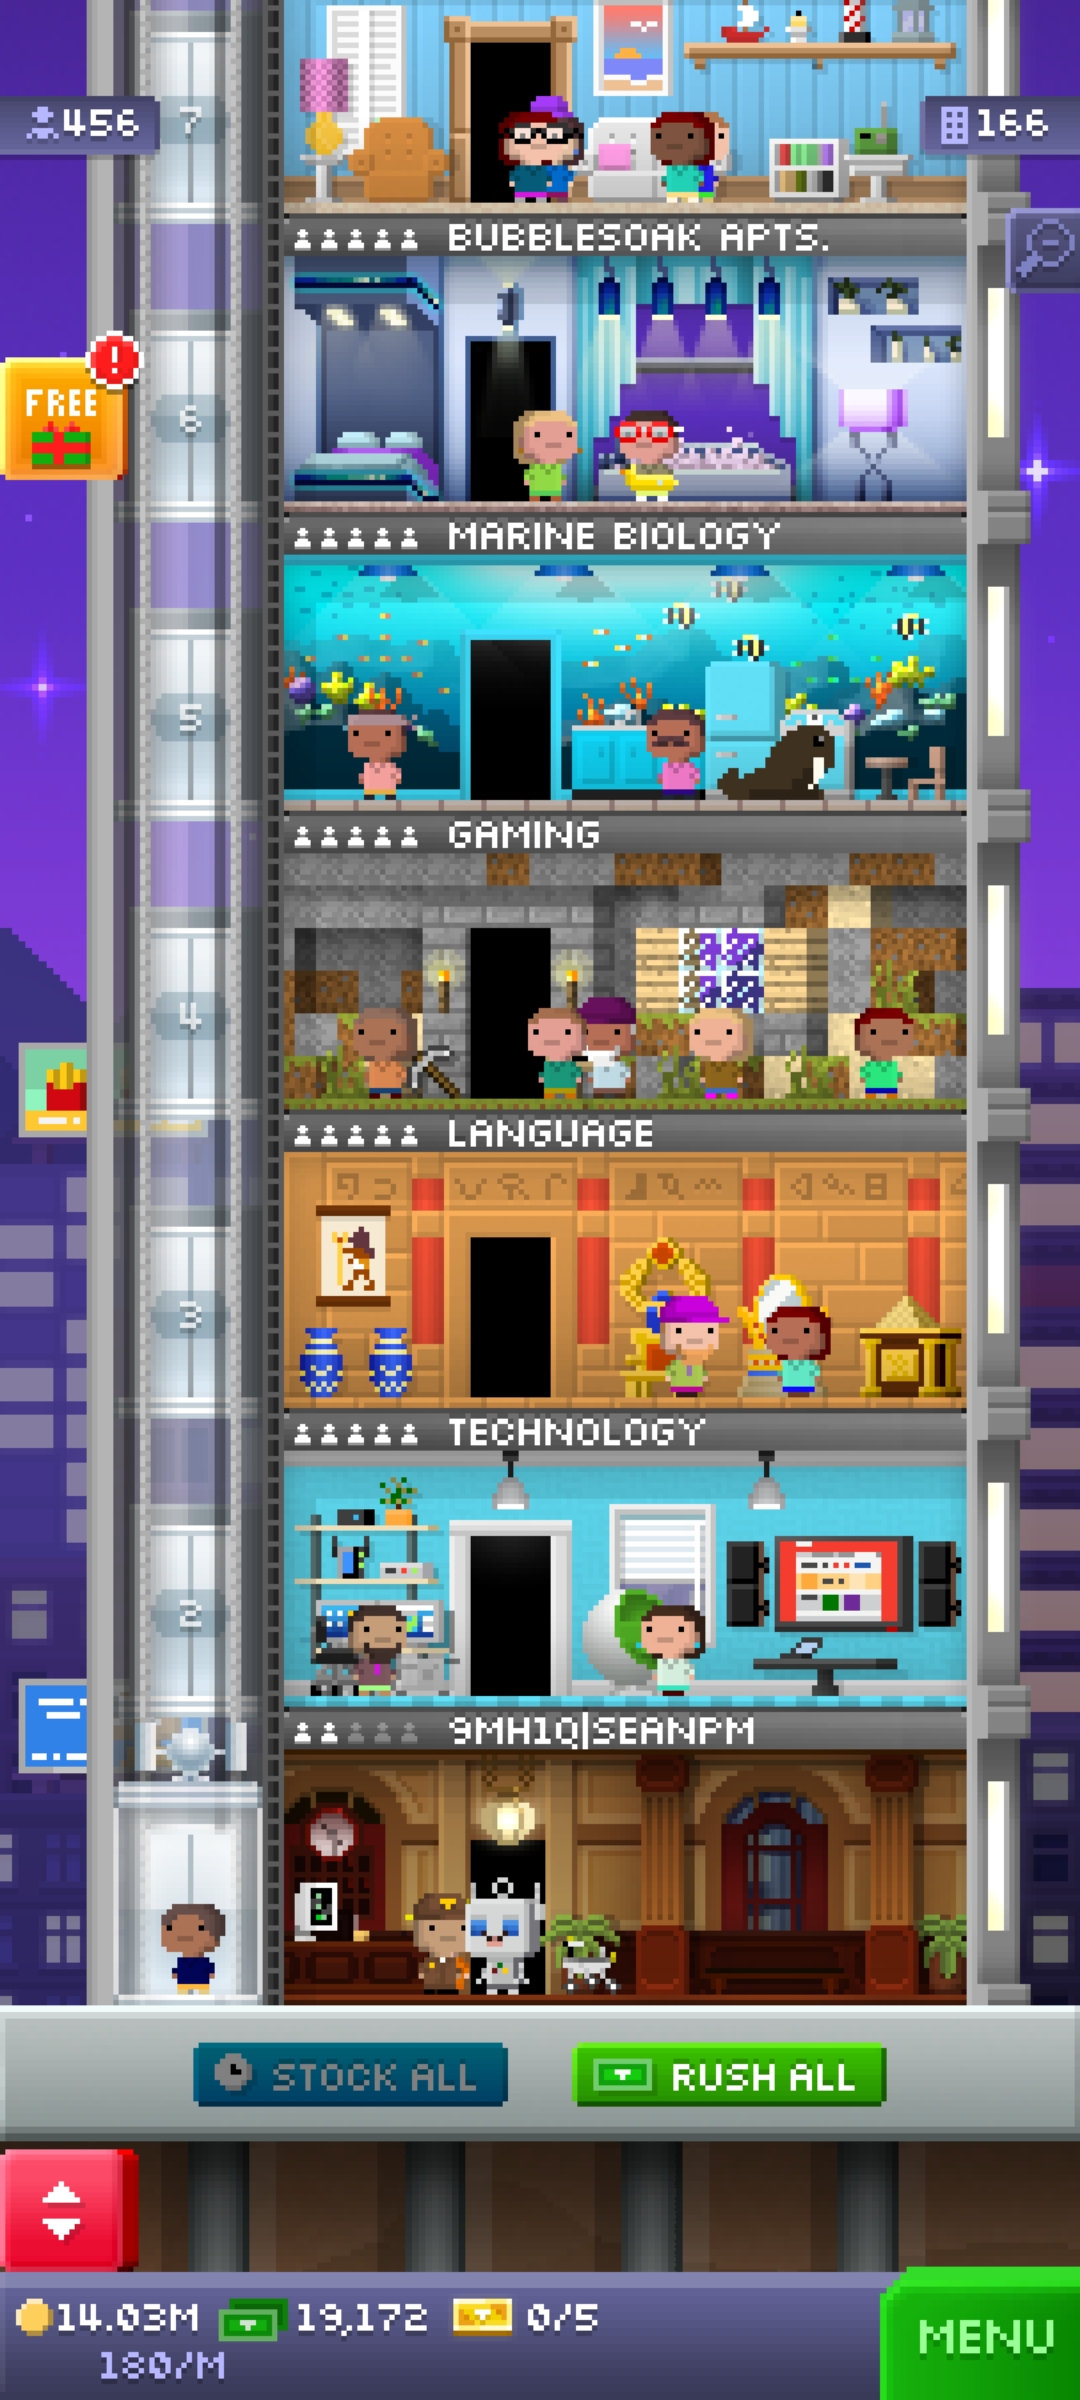 7
456
166
BUBBLESOAK APTS.
FREE
!
6
MARINE BIOLOGY
5
GAMING
4
LANGUAGE
3
TECHNOLOGY
2
9MH1Q|SEANPM
STOCK ALL
RUSH ALL
14.03M 19,172 0/5
180/M
MENU